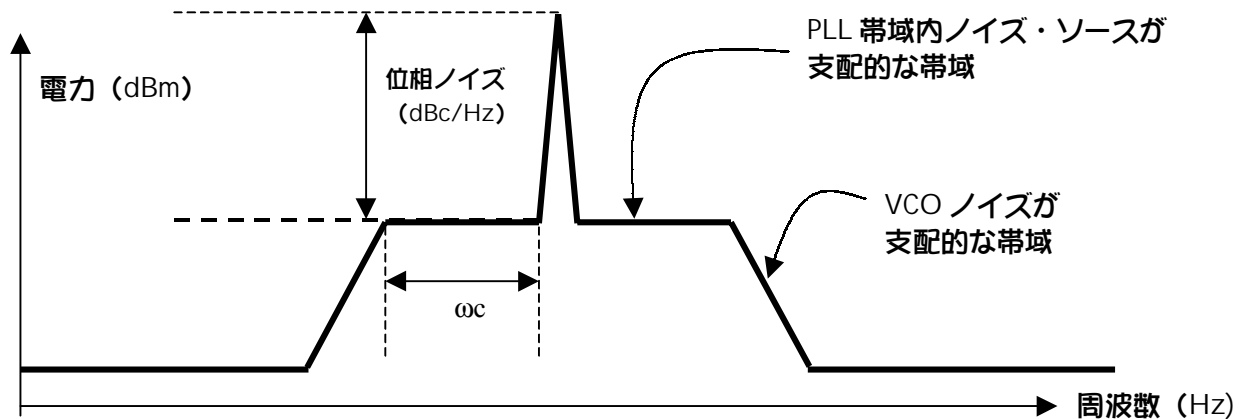 PLL 帯域内ノイズ・ソースが
支配的な帯域
電力（dBm）
位相ノイズ
（dBc/Hz）
VCO ノイズが
支配的な帯域
ωc
周波数（Hz）